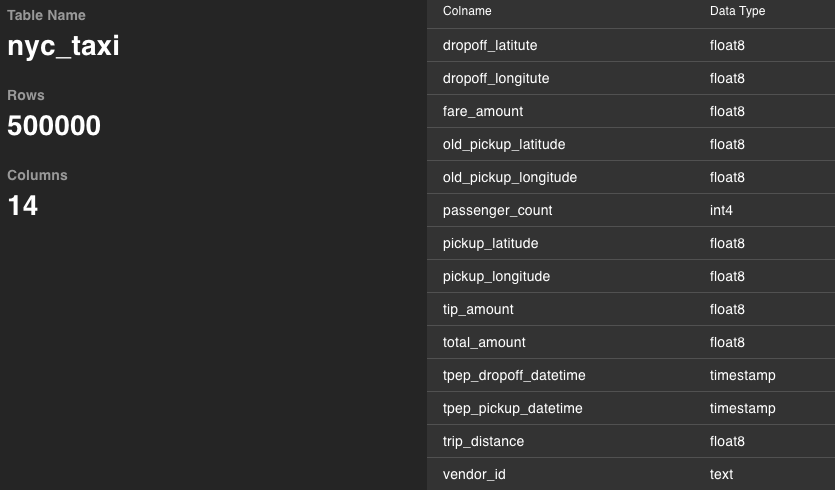 Table Name
nyc_taxi
Rows
500000
Columns
14
Colname Data Type
dropoff_latitute float8
dropoff_longitute float8
fare_amount float8
old_pickup_latitude float8
old_pickup_longitude float8
passenger_count int4
pickup_latitude float8
pickup_longitude float8
tip_amount float8
total_amount float8
tpep_dropoff_datetime timestamp
tpep_pickup_datetime timestamp
trip_distance float8
vendor_id text